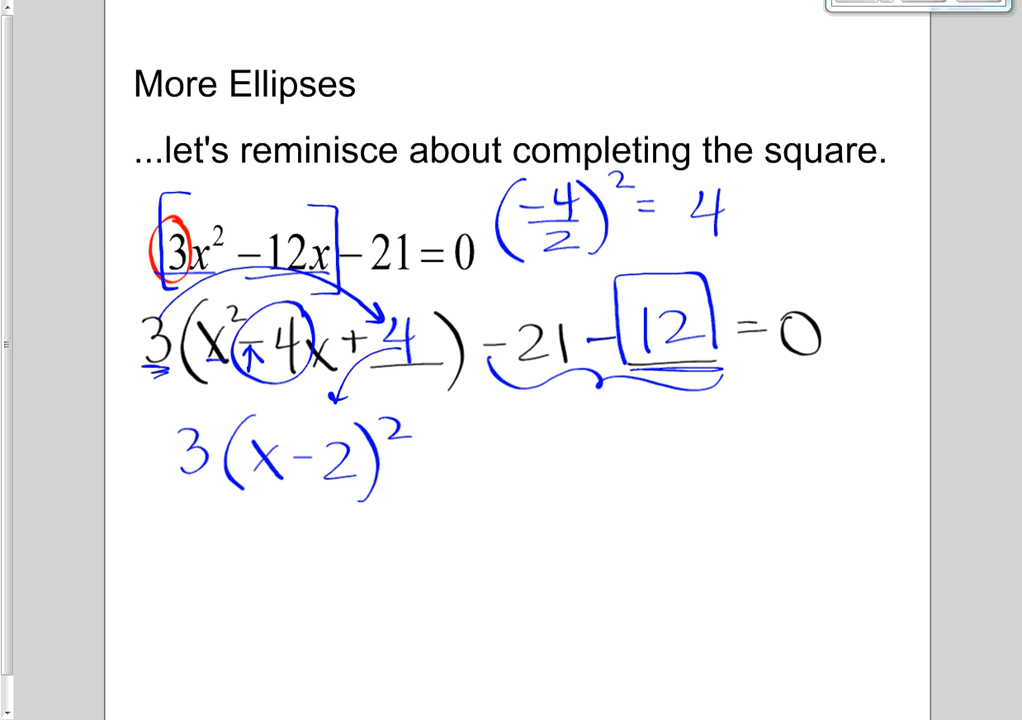 More Ellipses
...let's reminisce about completing the square.
3x² − 12x − 21 = 0 (−4/2)² = 4
3(x² − 4x + 4) − 21 − 12 = 0
3(x − 2)²